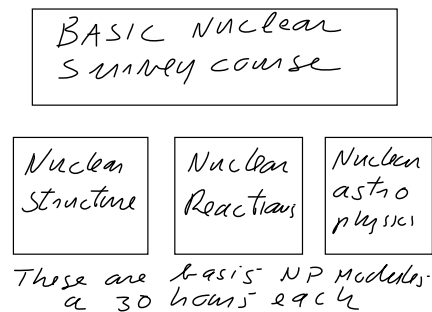 BASIC Nuclear
Survey course
Nuclear Nuclear Nuclear
Structure Reactions astro
physics
These are basis NP Modules
a 30 hours each